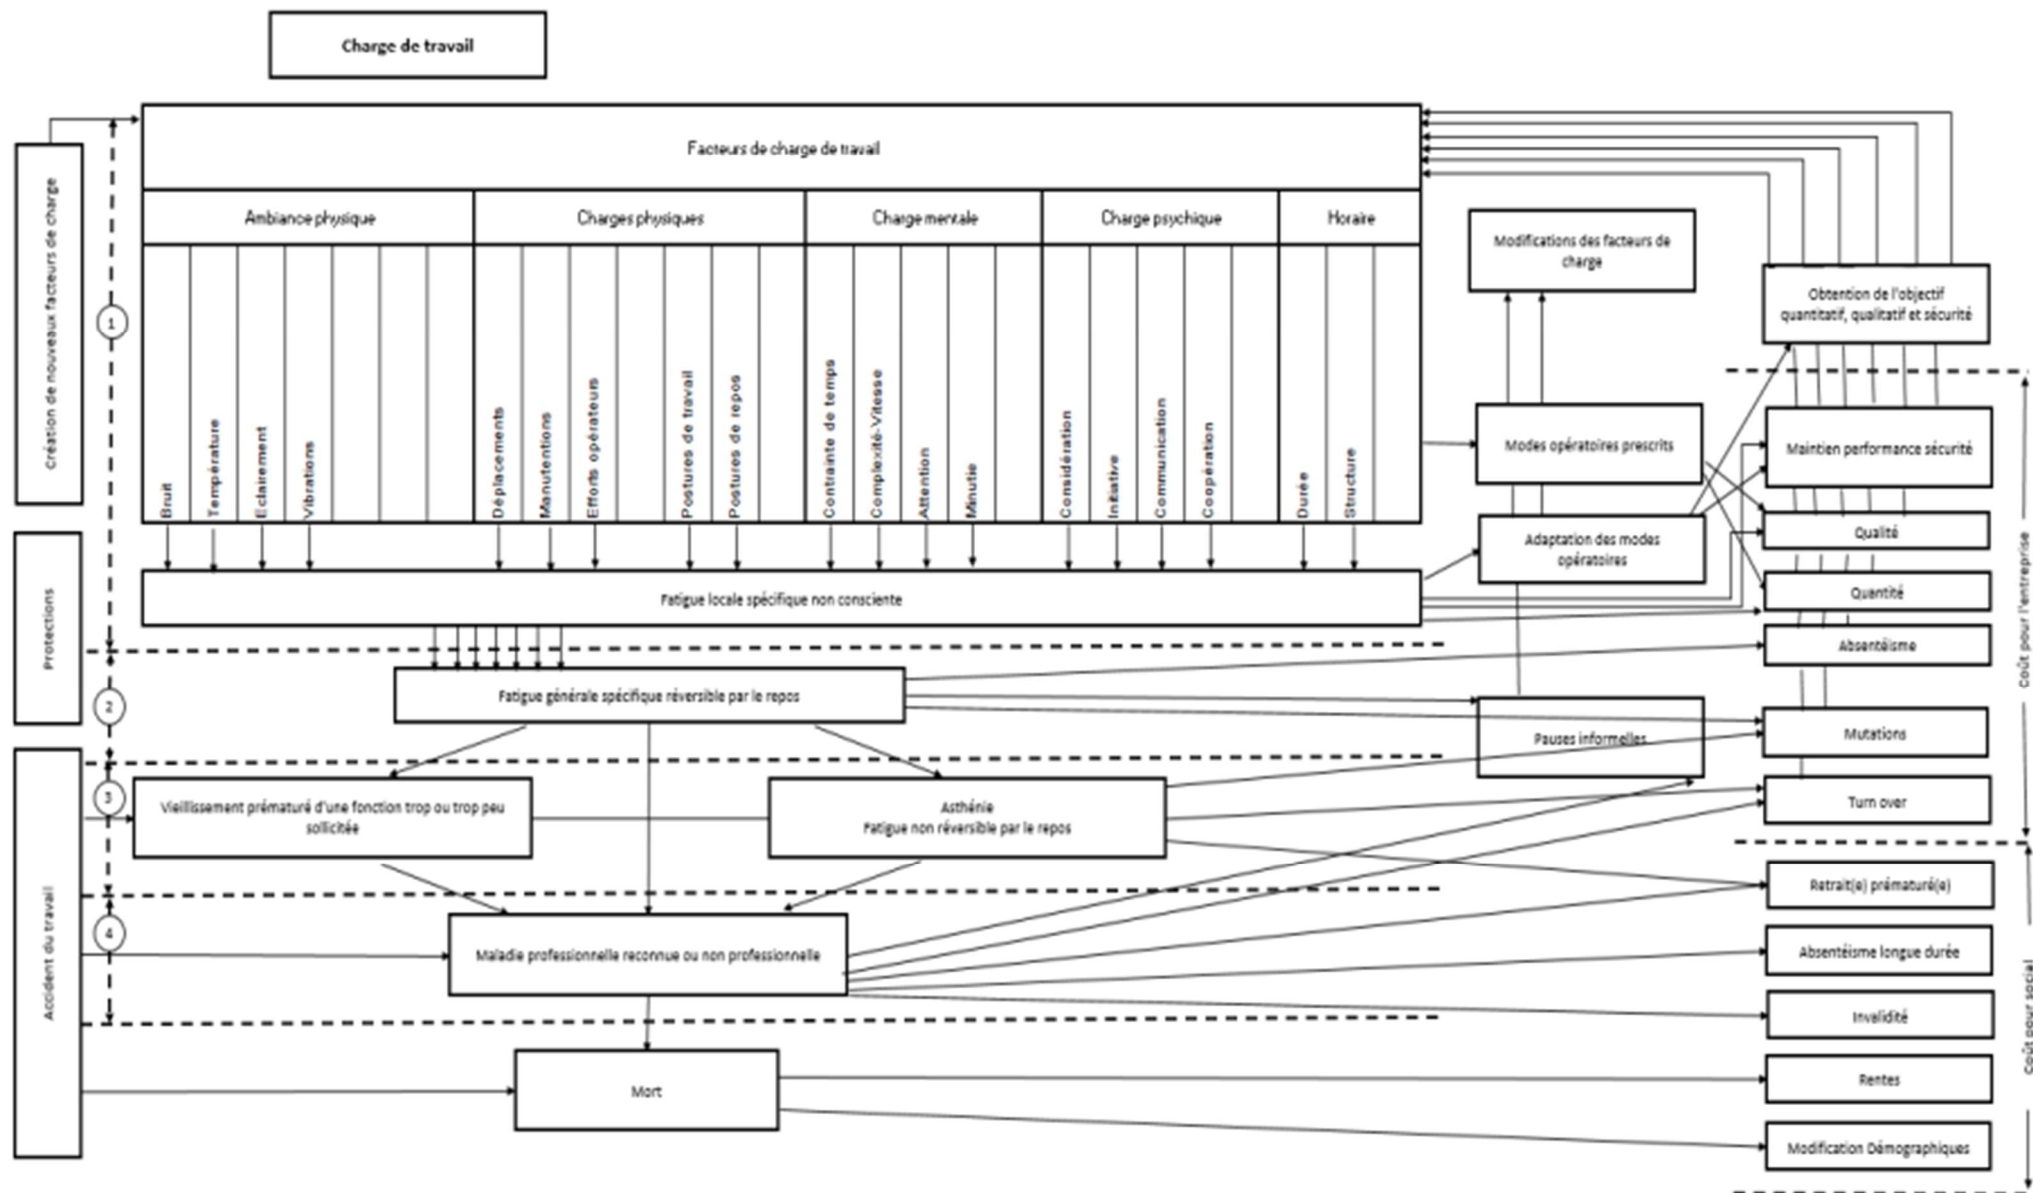 Charge de travail
Facteurs de charge de travail
Ambiance physique
Charges physiques
Charge mentale
Charge psychique
Horaire
Bruit
Température
Eclairement
Vibrations
Déplacements
Manutentions
Efforts opérateurs
Postures de travail
Postures de repos
Contrainte de temps
Complexité-Vitesse
Attention
Minutie
Considération
Initiative
Communication
Coopération
Durée
Structure
Création de nouveaux facteurs de charge
Protections
Accident du travail
1
2
3
4
Fatigue locale spécifique non consciente
Fatigue générale spécifique réversible par le repos
Vieillissement prématuré d'une fonction trop ou trop peu
sollicitée
Asthénie
Fatigue non réversible par le repos
Maladie professionnelle reconnue ou non professionnelle
Mort
Modifications des facteurs de
charge
Modes opératoires prescrits
Adaptation des modes
opératoires
Pauses informelles
Obtention de l'objectif
quantitatif, qualitatif et sécurité
Maintien performance sécurité
Qualité
Quantité
Absentéisme
Mutations
Turn over
Retrait(e) prématuré(e)
Absentéisme longue durée
Invalidité
Rentes
Modification Démographiques
Coût pour l'entreprise
Coût pour social